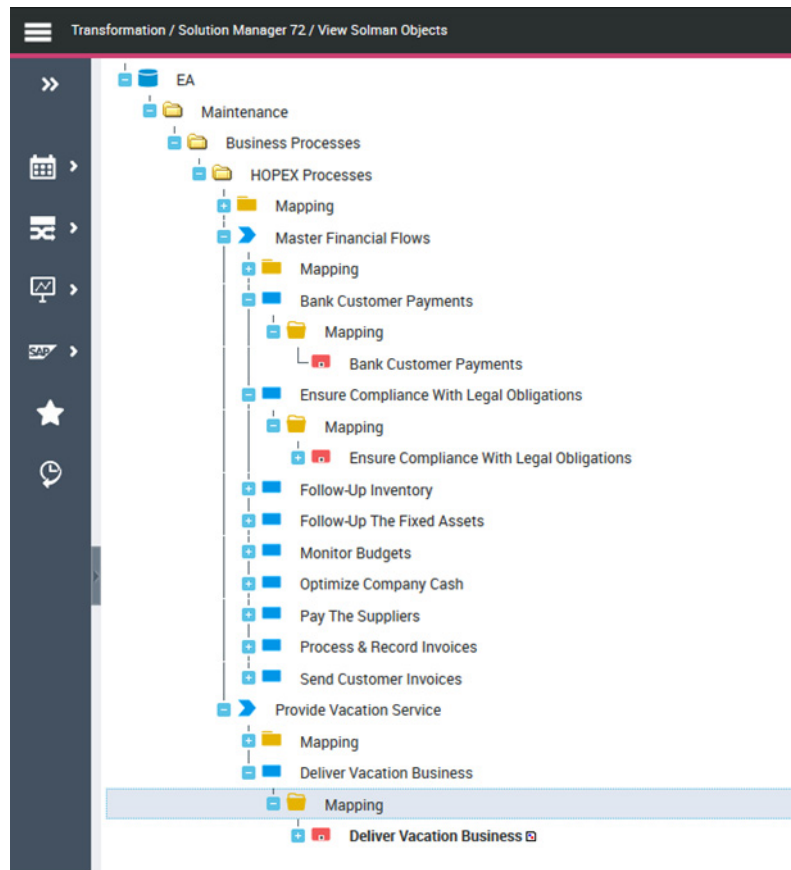 Transformation / Solution Manager 72 / View Solman Objects
EA
Maintenance
Business Processes
HOPEX Processes
Mapping
Master Financial Flows
Mapping
Bank Customer Payments
Mapping
SAP
Bank Customer Payments
Ensure Compliance With Legal Obligations
Mapping
Ensure Compliance With Legal Obligations
Follow-Up Inventory
Follow-Up The Fixed Assets
Monitor Budgets
Optimize Company Cash
Pay The Suppliers
Process & Record Invoices
Send Customer Invoices
Provide Vacation Service
Mapping
Deliver Vacation Business
Mapping
Deliver Vacation Business